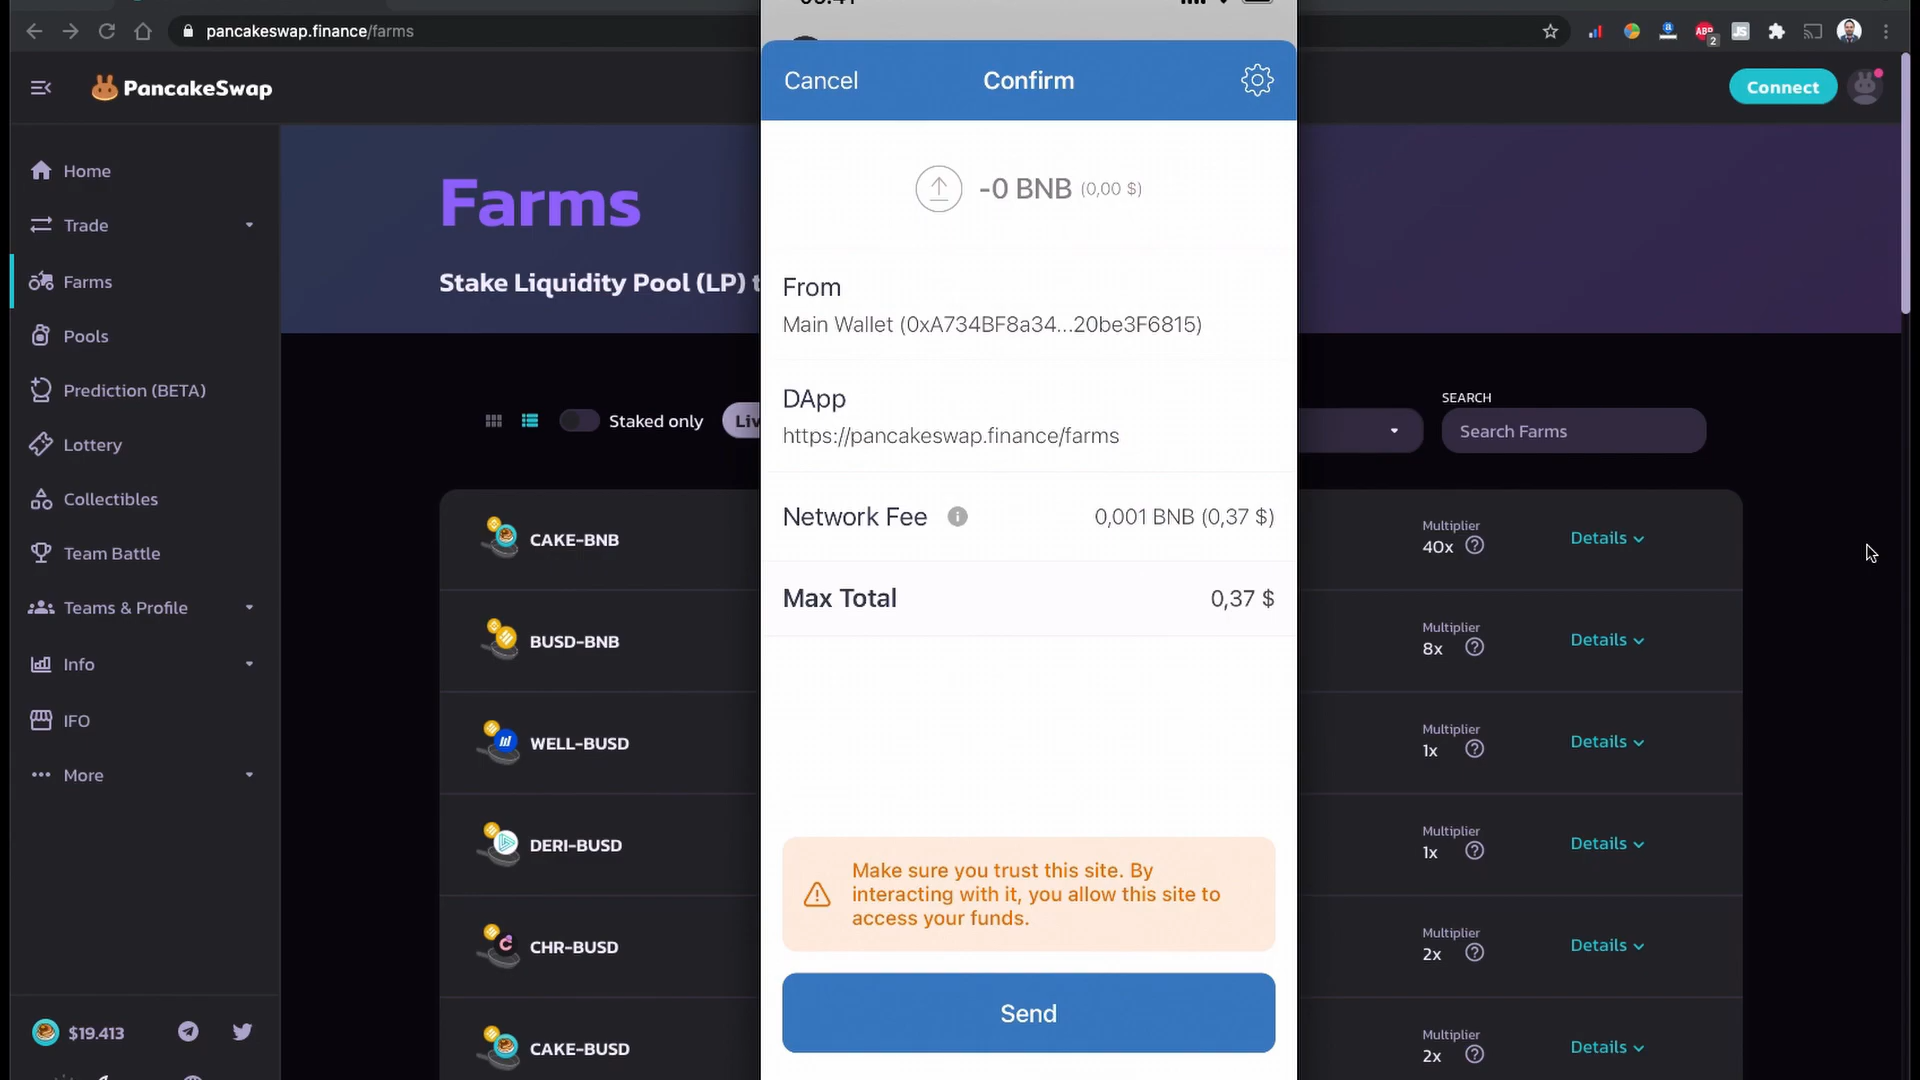 pancakeswap.finance/farms
ABP
2
JS
PancakeSwap
Connect
Home
Trade
Farms
Pools
Prediction (BETA)
Lottery
Collectibles
Team Battle
Teams & Profile
Info
IFO
More
$19.413
Farms
Stake Liquidity Pool (LP) t
Staked only
Liv
SEARCH
Search Farms
CAKE-BNB
Multiplier
40x
Details
BUSD-BNB
Multiplier
8x
Details
WELL-BUSD
Multiplier
1x
Details
DERI-BUSD
Multiplier
1x
Details
CHR-BUSD
Multiplier
2x
Details
CAKE-BUSD
Multiplier
2x
Details
Cancel
Confirm
-0 BNB (0,00 $)
From
Main Wallet (0xA734BF8a34...20be3F6815)
DApp
https://pancakeswap.finance/farms
Network Fee
0,001 BNB (0,37 $)
Max Total
0,37 $
Make sure you trust this site. By
interacting with it, you allow this site to
access your funds.
Send